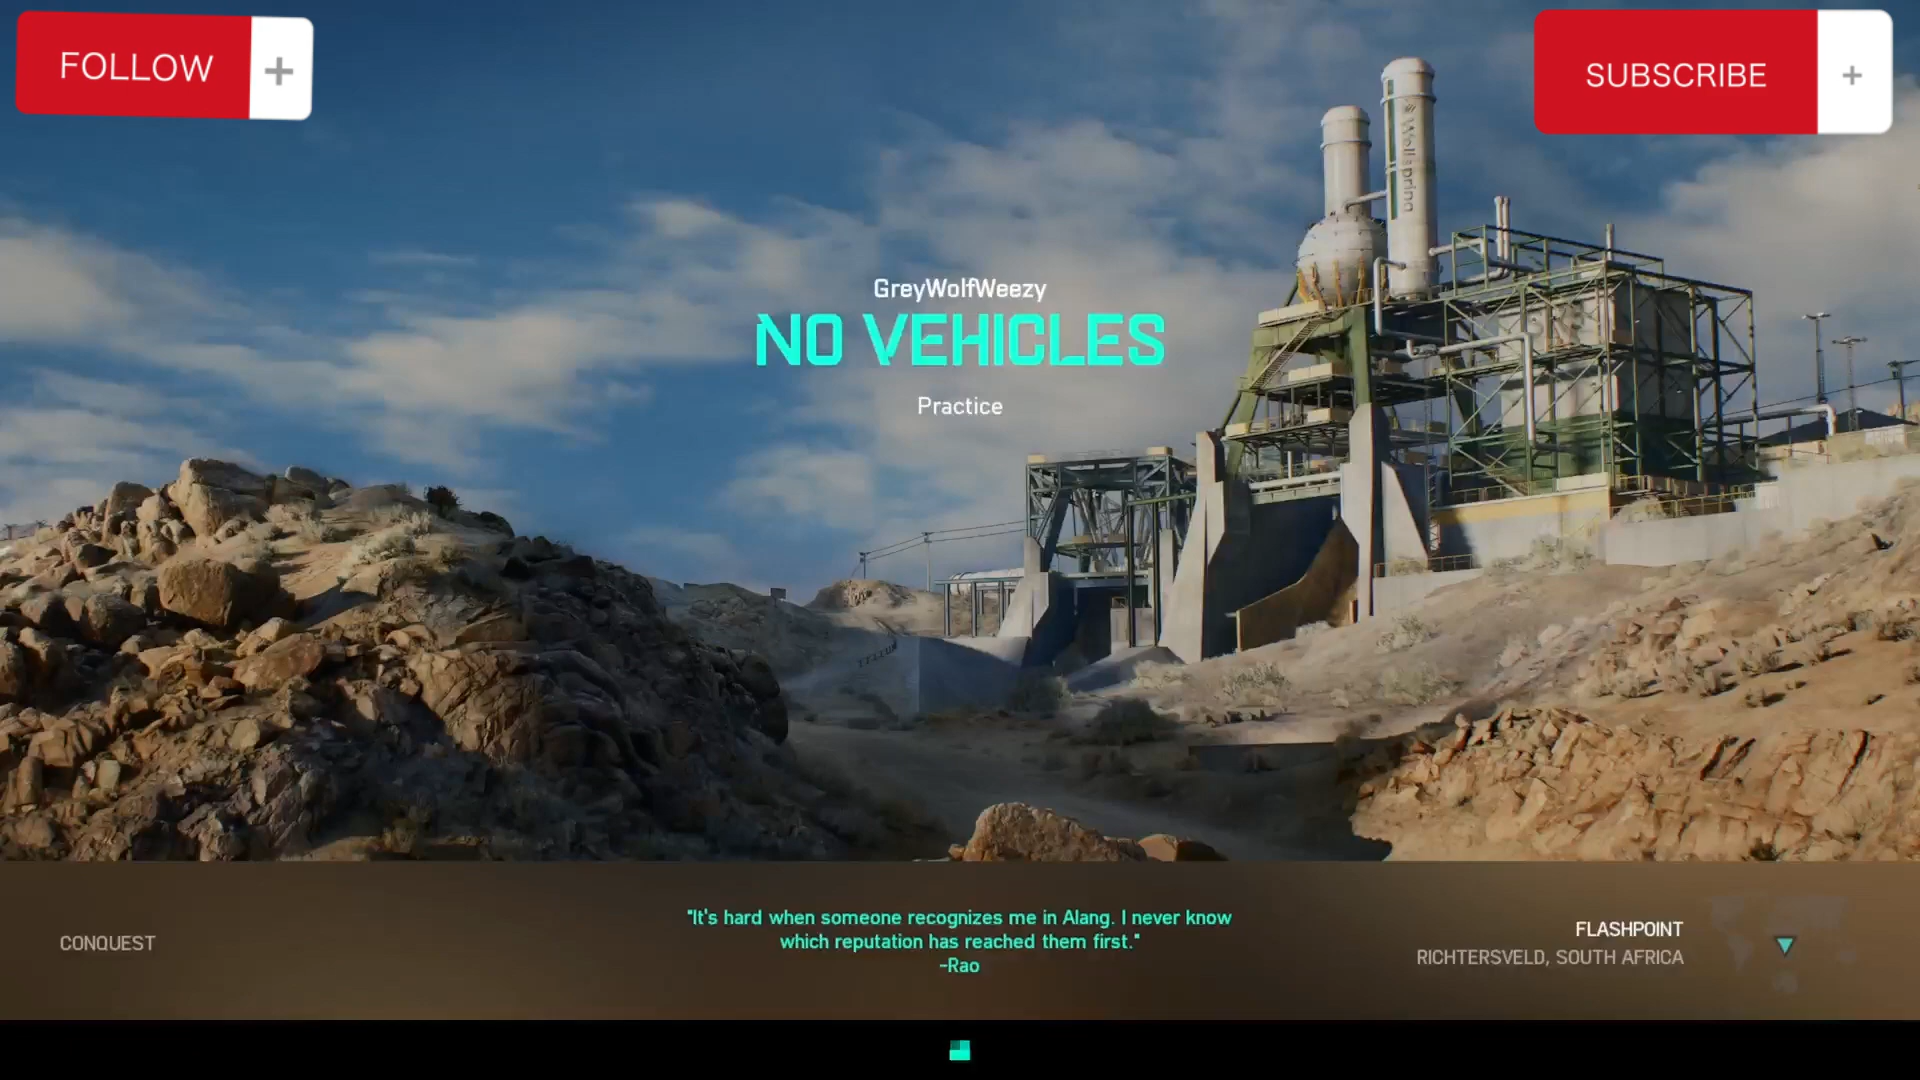 FOLLOW +
SUBSCRIBE +
Wellspring
GreyWolfWeezy
NO VEHICLES
Practice
CONQUEST
"It's hard when someone recognizes me in Alang. I never know
which reputation has reached them first."
-Rao
FLASHPOINT
RICHTERSVELD, SOUTH AFRICA